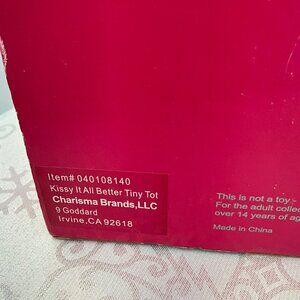 Item# 040108140
Kissy It All Better Tiny Tot
Charisma Brands,LLC
9 Goddard
Irvine,CA 92618
This is not a toy
For the adult collec
over 14 years of ag
Made in China